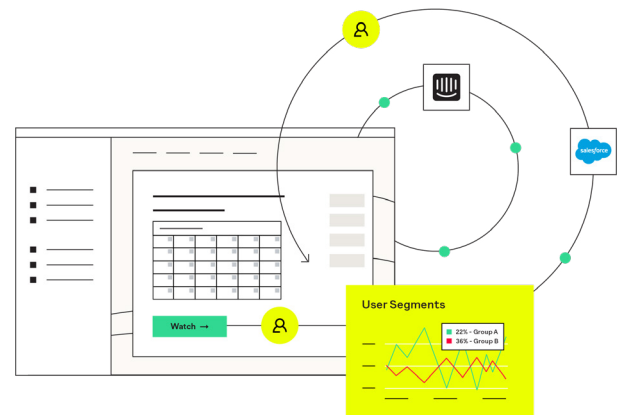 salesforce
Watch →
User Segments
22% - Group A
36% - Group B